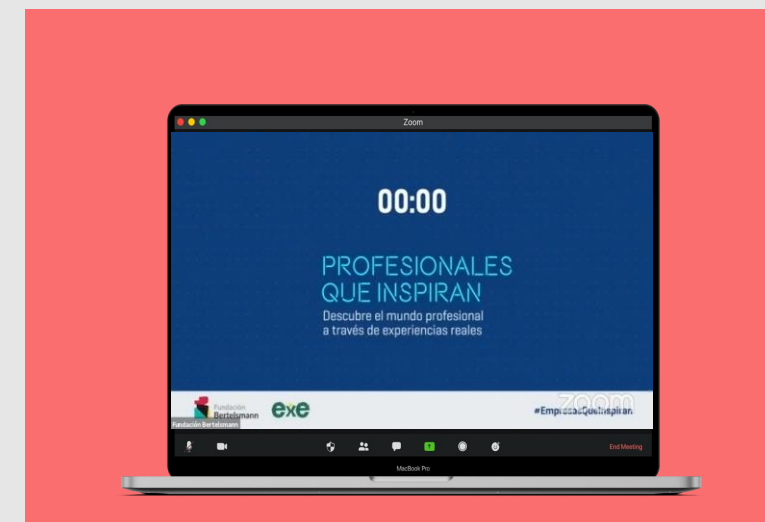 Zoom
00:00
PROFESIONALES
QUE INSPIRAN
Descubre el mundo profesional
a través de experiencias reales
Fundación
Bertelsmann
exe
#EmpresasQueInspiran
zoom
Fundación Bertelsmann
End Meeting
MacBook Pro